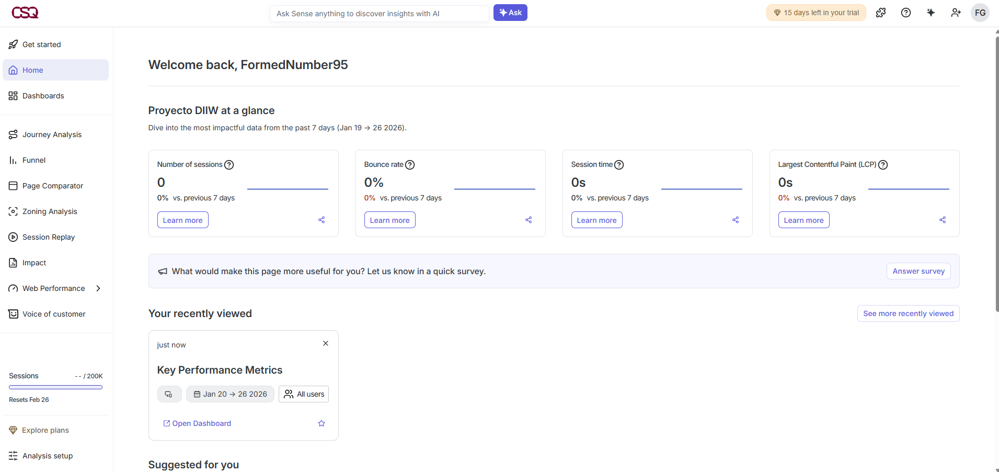 CSQ
Ask Sense anything to discover insights with AI
Ask
15 days left in your trial
FG
Get started
Home
Dashboards
Journey Analysis
Funnel
Page Comparator
Zoning Analysis
Session Replay
Impact
Web Performance
Voice of customer
Sessions -- / 200K
Resets Feb 26
Explore plans
Analysis setup
Welcome back, FormedNumber95
Proyecto DIIW at a glance
Dive into the most impactful data from the past 7 days (Jan 19 → 26 2026).
Number of sessions
0
0% vs. previous 7 days
Learn more
Bounce rate
0%
0% vs. previous 7 days
Learn more
Session time
0s
0% vs. previous 7 days
Learn more
Largest Contentful Paint (LCP)
0s
0% vs. previous 7 days
Learn more
What would make this page more useful for you? Let us know in a quick survey.
Answer survey
Your recently viewed
See more recently viewed
just now
Key Performance Metrics
Jan 20 → 26 2026
All users
Open Dashboard
Suggested for you